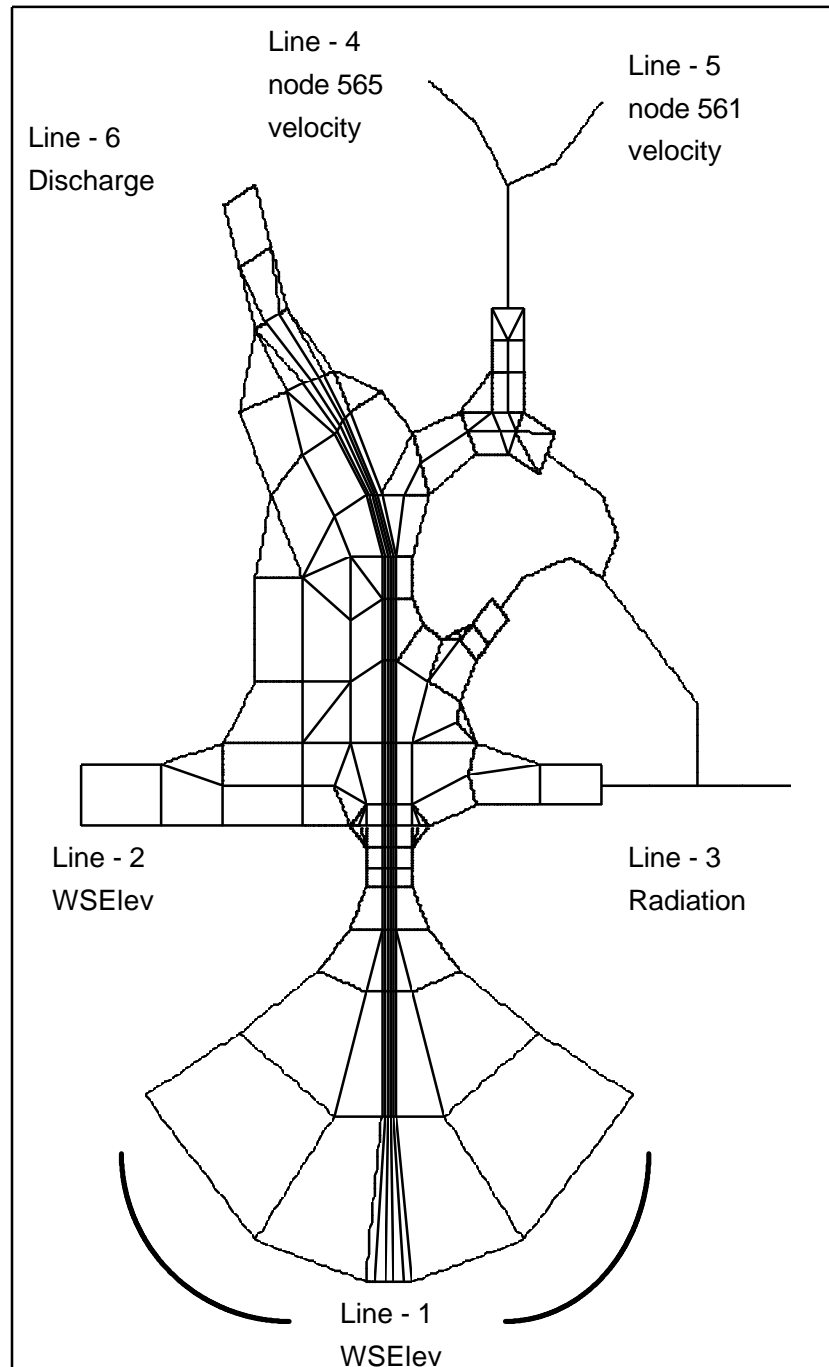 Line - 4
node 565
velocity
Line - 5
node 561
velocity
Line - 6
Discharge
Line - 2
WSElev
Line - 3
Radiation
Line - 1
WSElev